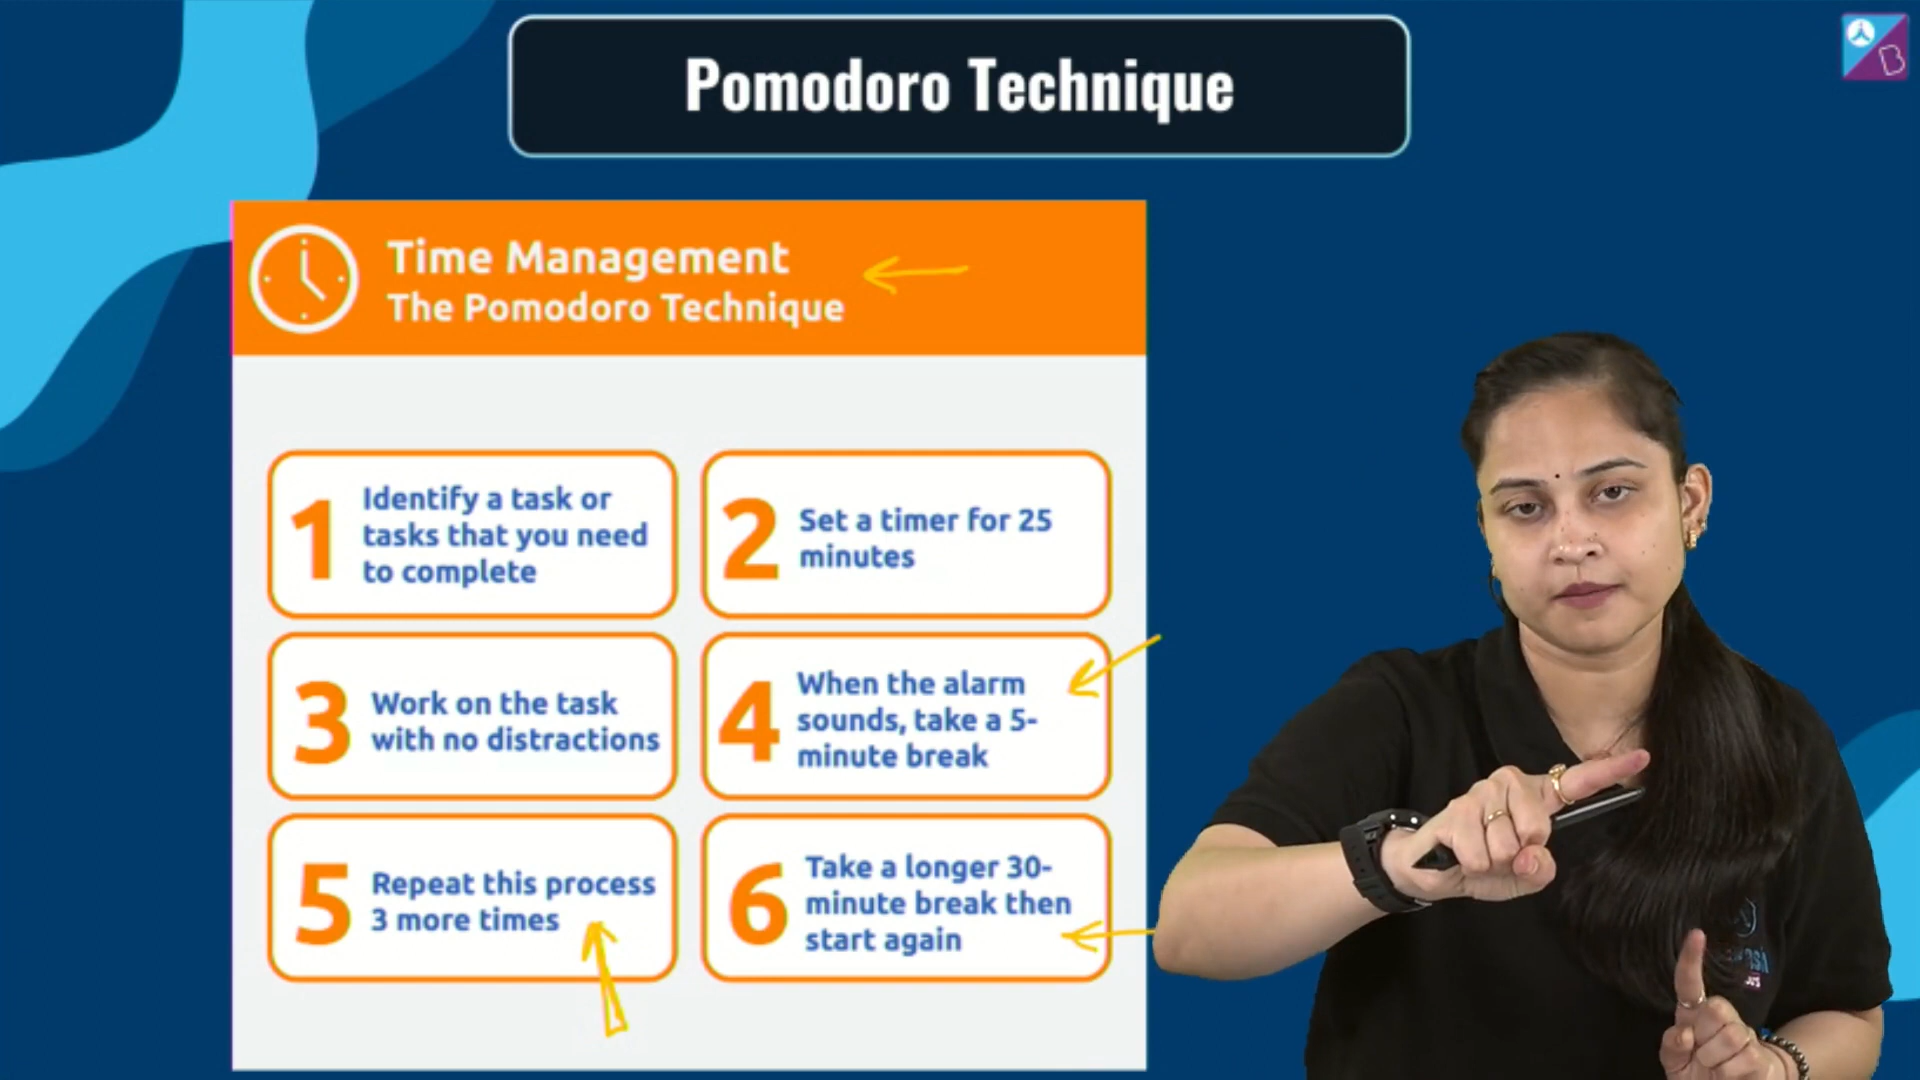 Pomodoro Technique
Time Management
The Pomodoro Technique
1
Identify a task or
tasks that you need
to complete
2
Set a timer for 25
minutes
3
Work on the task
with no distractions
4
When the alarm
sounds, take a 5-
minute break
5
Repeat this process
3 more times
6
Take a longer 30-
minute break then
start again